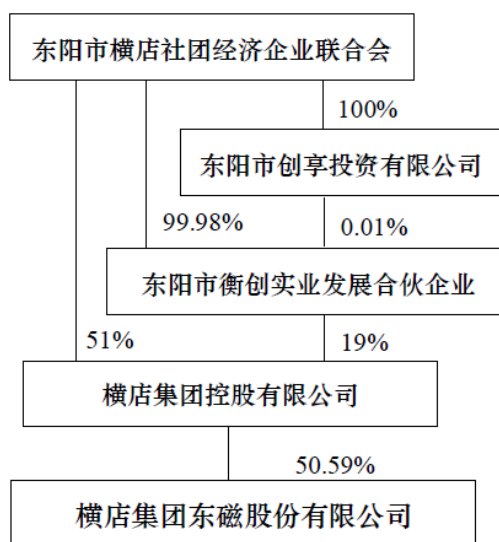 东阳市横店社团经济企业联合会
100%
东阳市创享投资有限公司
99.98%
0.01%
东阳市衡创实业发展合伙企业
51%
19%
横店集团控股有限公司
50.59%
横店集团东磁股份有限公司